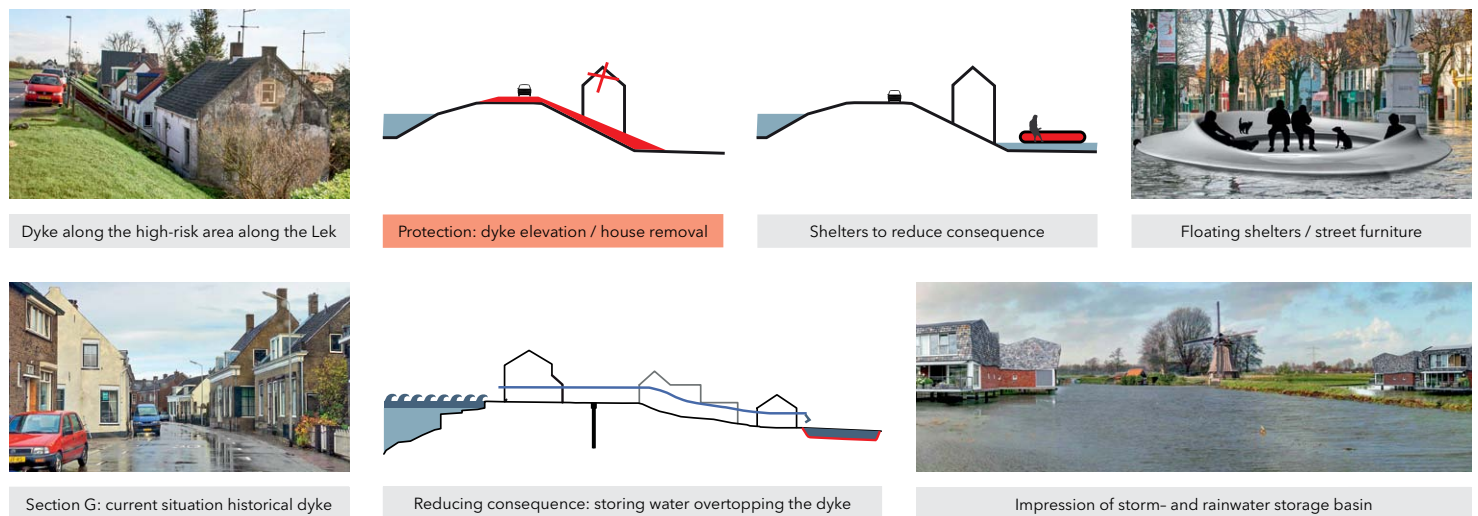 Dyke along the high-risk area along the Lek
Protection: dyke elevation / house removal
Shelters to reduce consequence
Floating shelters / street furniture
Section G: current situation historical dyke
Reducing consequence: storing water overtopping the dyke
Impression of storm– and rainwater storage basin